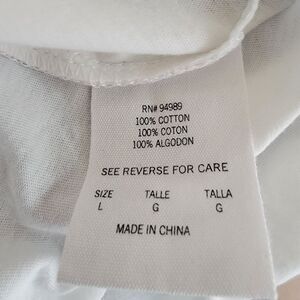 RN# 94989
100% COTTON
100% COTON
100% ALGODON
SEE REVERSE FOR CARE
SIZE TALLE TALLA
L G G
MADE IN CHINA